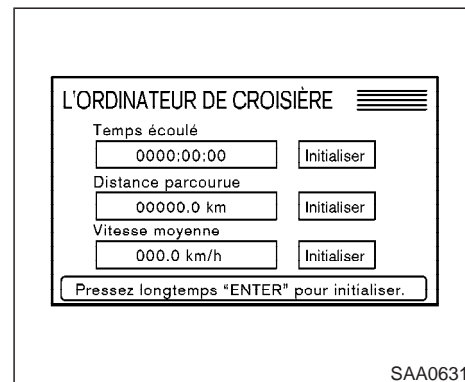 L'ORDINATEUR DE CROISIÈRE
Temps écoulé
0000:00:00 Initialiser
Distance parcourue
00000.0 km Initialiser
Vitesse moyenne
000.0 km/h Initialiser
Pressez longtemps “ENTER” pour initialiser.
SAA0631